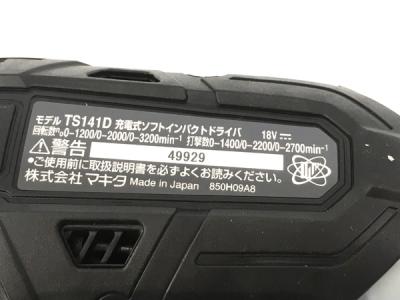 モデル TS141D 充電式ソフトインパクトドライバ 18V⎓
回転数n₀0-1200/0-2000/0-3200min⁻¹ 打撃数0-1400/0-2200/0-2700min⁻¹
⚠警告 49929
●ご使用前に取扱説明書を必ずよくお読みください。
株式会社 マキタ Made in Japan 850H09A8